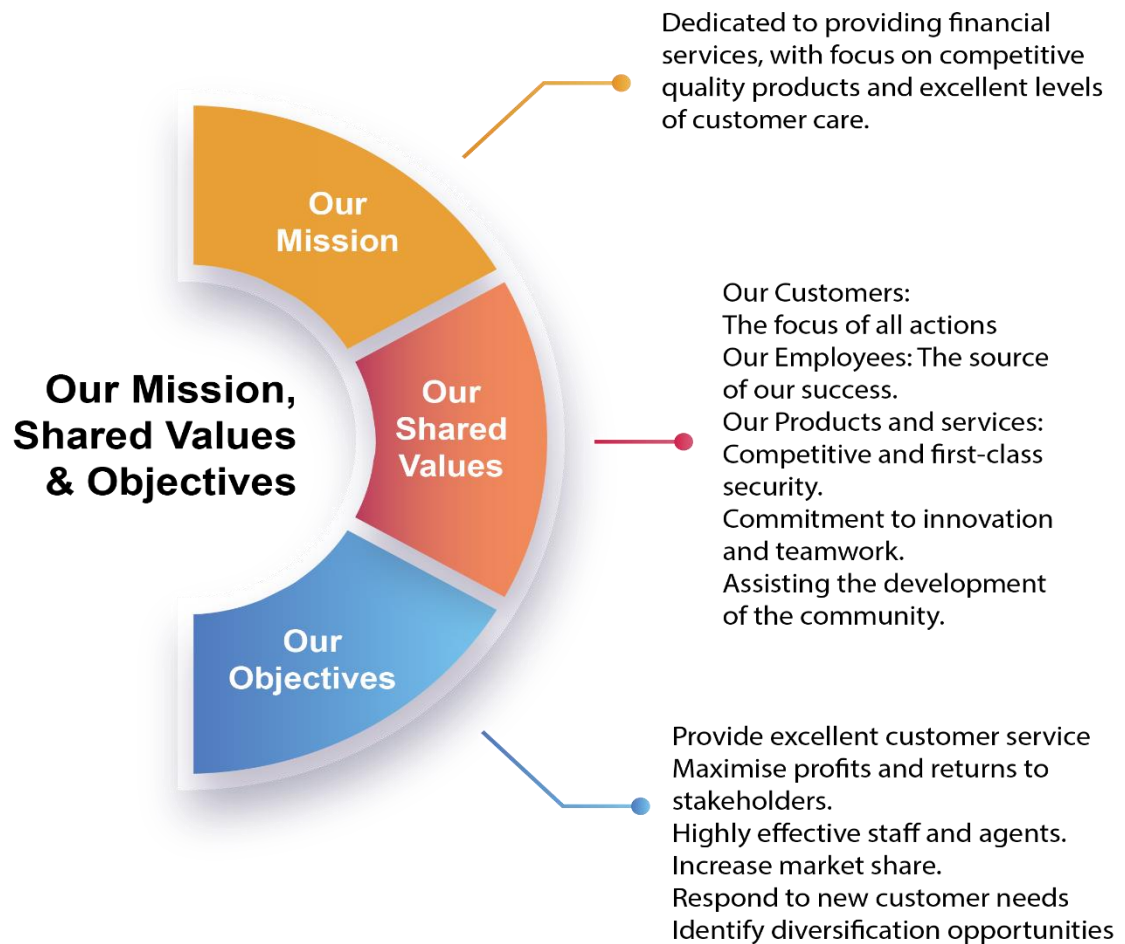 Dedicated to providing financial
services, with focus on competitive
quality products and excellent levels
of customer care.
Our
Mission
Our Mission,
Shared Values
& Objectives
Our
Shared
Values
Our Customers:
The focus of all actions
Our Employees: The source
of our success.
Our Products and services:
Competitive and first-class
security.
Commitment to innovation
and teamwork.
Assisting the development
of the community.
Our
Objectives
Provide excellent customer service
Maximise profits and returns to
stakeholders.
Highly effective staff and agents.
Increase market share.
Respond to new customer needs
Identify diversification opportunities